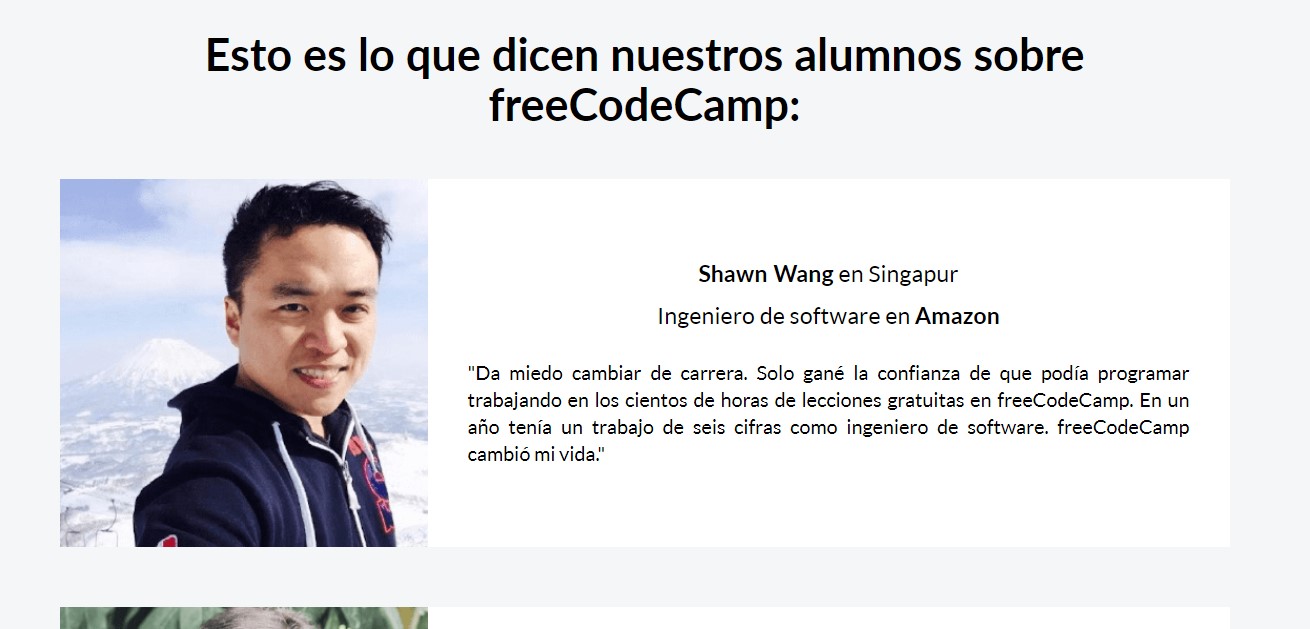 Esto es lo que dicen nuestros alumnos sobre
freeCodeCamp:
Shawn Wang en Singapur
Ingeniero de software en Amazon
"Da miedo cambiar de carrera. Solo gané la confianza de que podía programar
trabajando en los cientos de horas de lecciones gratuitas en freeCodeCamp. En un
año tenía un trabajo de seis cifras como ingeniero de software. freeCodeCamp
cambió mi vida."